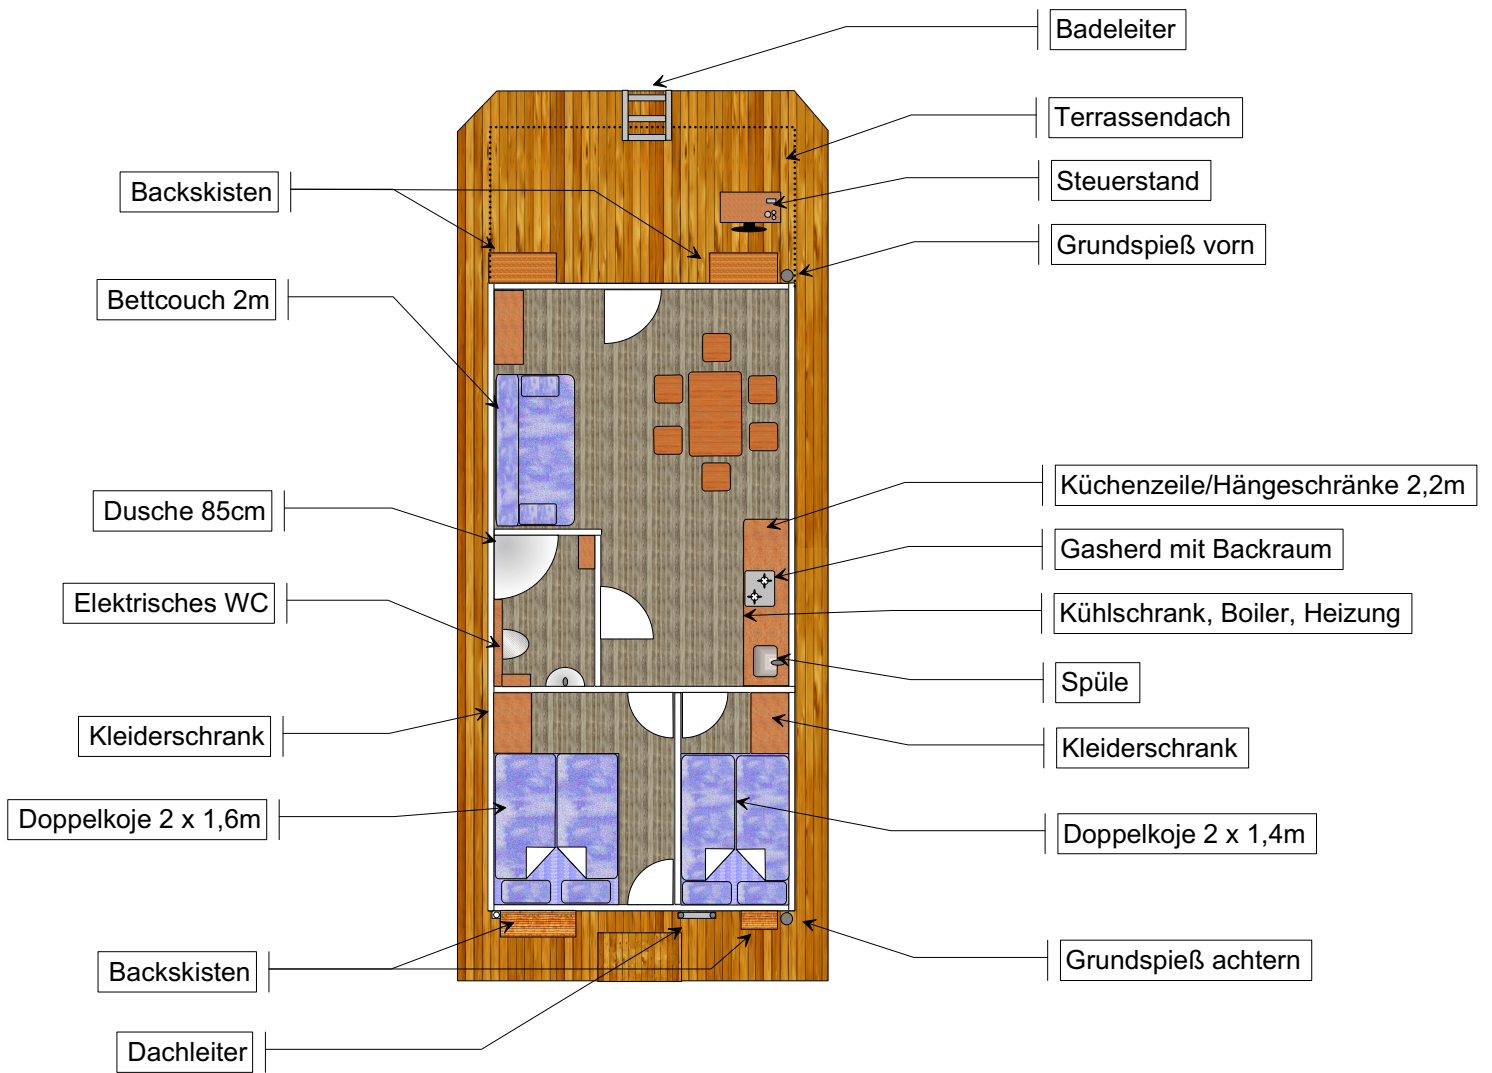 Badeleiter
Terrassendach
Steuerstand
Backskisten
Grundspieß vorn
Bettcouch 2m
Küchenzeile/Hängeschränke 2,2m
Dusche 85cm
Gasherd mit Backraum
Elektrisches WC
Kühlschrank, Boiler, Heizung
Spüle
Kleiderschrank
Kleiderschrank
Doppelkoje 2 x 1,6m
Doppelkoje 2 x 1,4m
Backskisten
Grundspieß achtern
Dachleiter